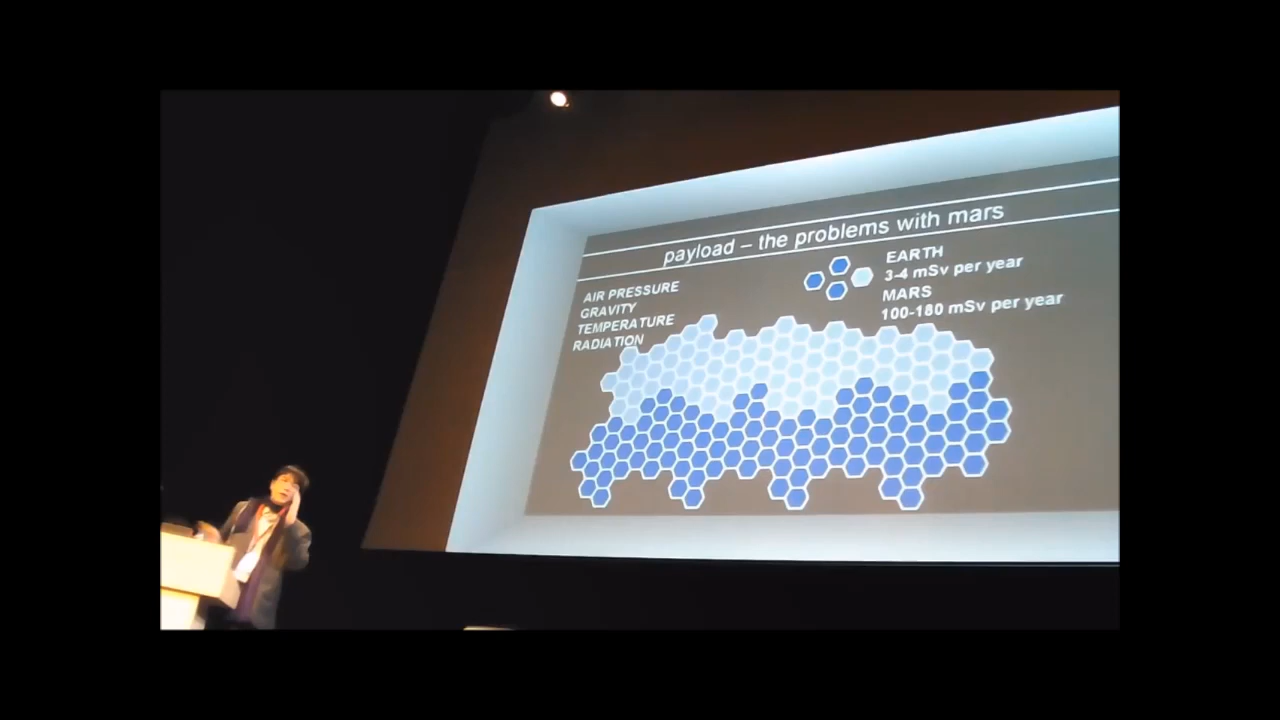 payload – the problems with mars
AIR PRESSURE
GRAVITY
TEMPERATURE
RADIATION
EARTH
3-4 mSv per year
MARS
100-180 mSv per year